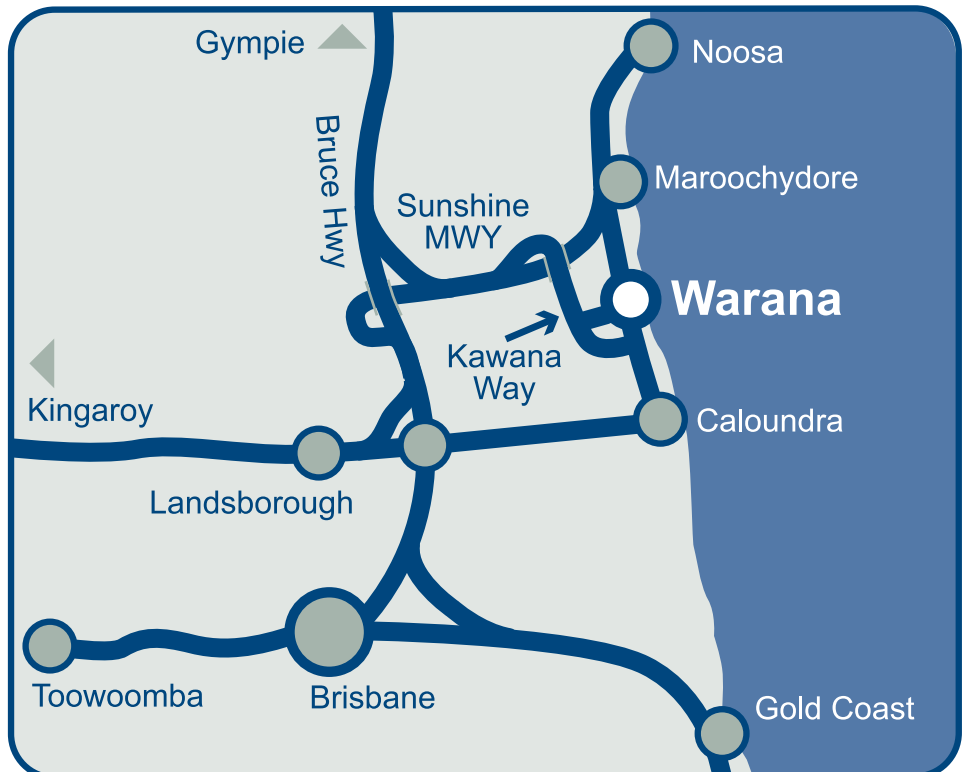 Gympie
Noosa
Bruce Hwy
Maroochydore
Sunshine
MWY
Warana
Kawana
Way
Kingaroy
Caloundra
Landsborough
Toowoomba
Brisbane
Gold Coast